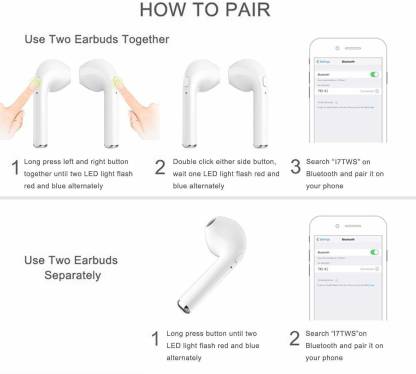 HOW TO PAIR
Use Two Earbuds Together
1
Long press left and right button
together until two LED light flash
red and blue alternately
2
Double click either side button,
wait one LED light flash red and
blue alternately
3
Search "I7TWS" on
Bluetooth and pair it on
your phone
Bluetooth
Bluetooth
Use Two Earbuds
Separately
1
Long press button until two
LED light flash red and blue
alternately
2
Search "I7TWS"on
Bluetooth and pair it on
your phone
Bluetooth
Bluetooth